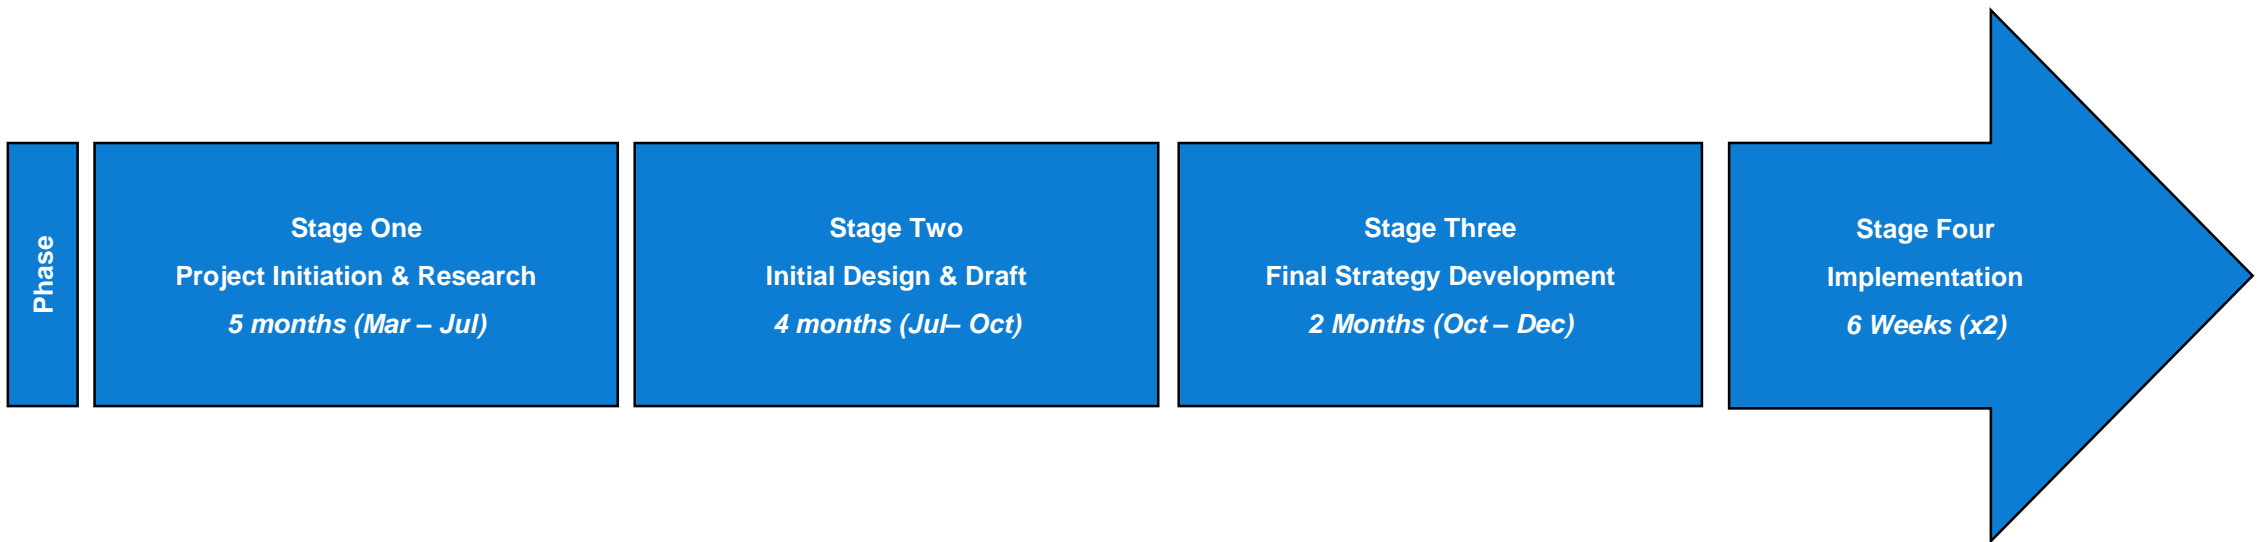 Phase
Stage One
Project Initiation & Research
5 months (Mar – Jul)
Stage Two
Initial Design & Draft
4 months (Jul– Oct)
Stage Three
Final Strategy Development
2 Months (Oct – Dec)
Stage Four
Implementation
6 Weeks (x2)